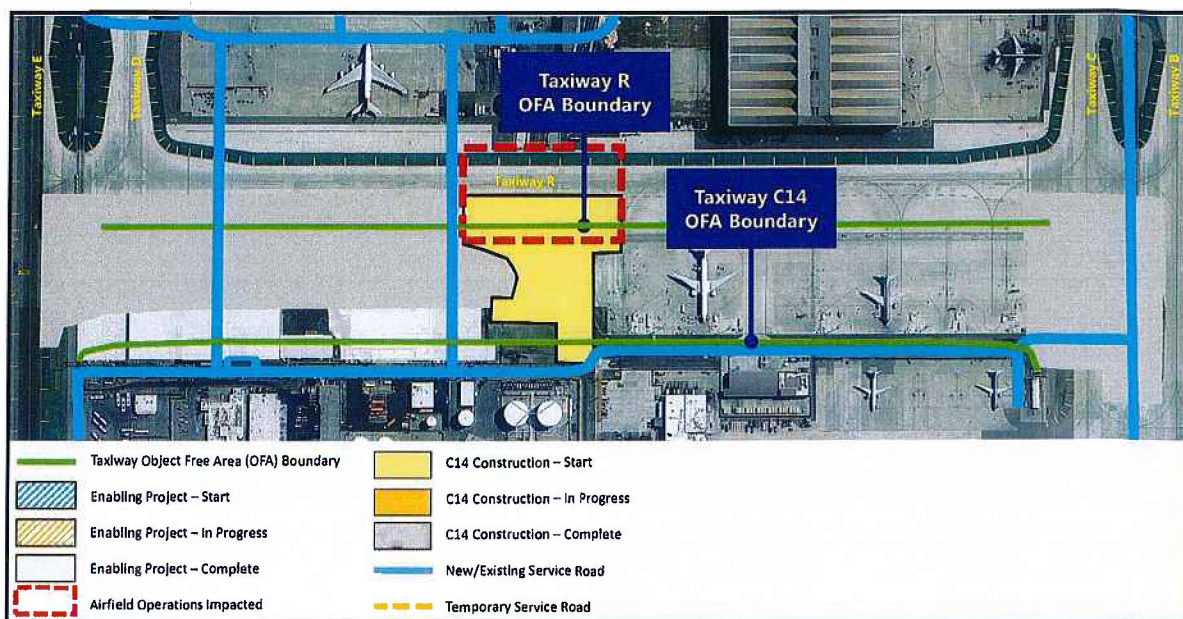 Taxiway E
Taxiway D
Taxiway R
OFA Boundary
Taxiway C
Taxiway B
Taxiway R
Taxiway C14
OFA Boundary
Taxiway Object Free Area (OFA) Boundary
Enabling Project – Start
Enabling Project – In Progress
Enabling Project – Complete
Airfield Operations Impacted
C14 Construction – Start
C14 Construction – In Progress
C14 Construction – Complete
New/Existing Service Road
Temporary Service Road